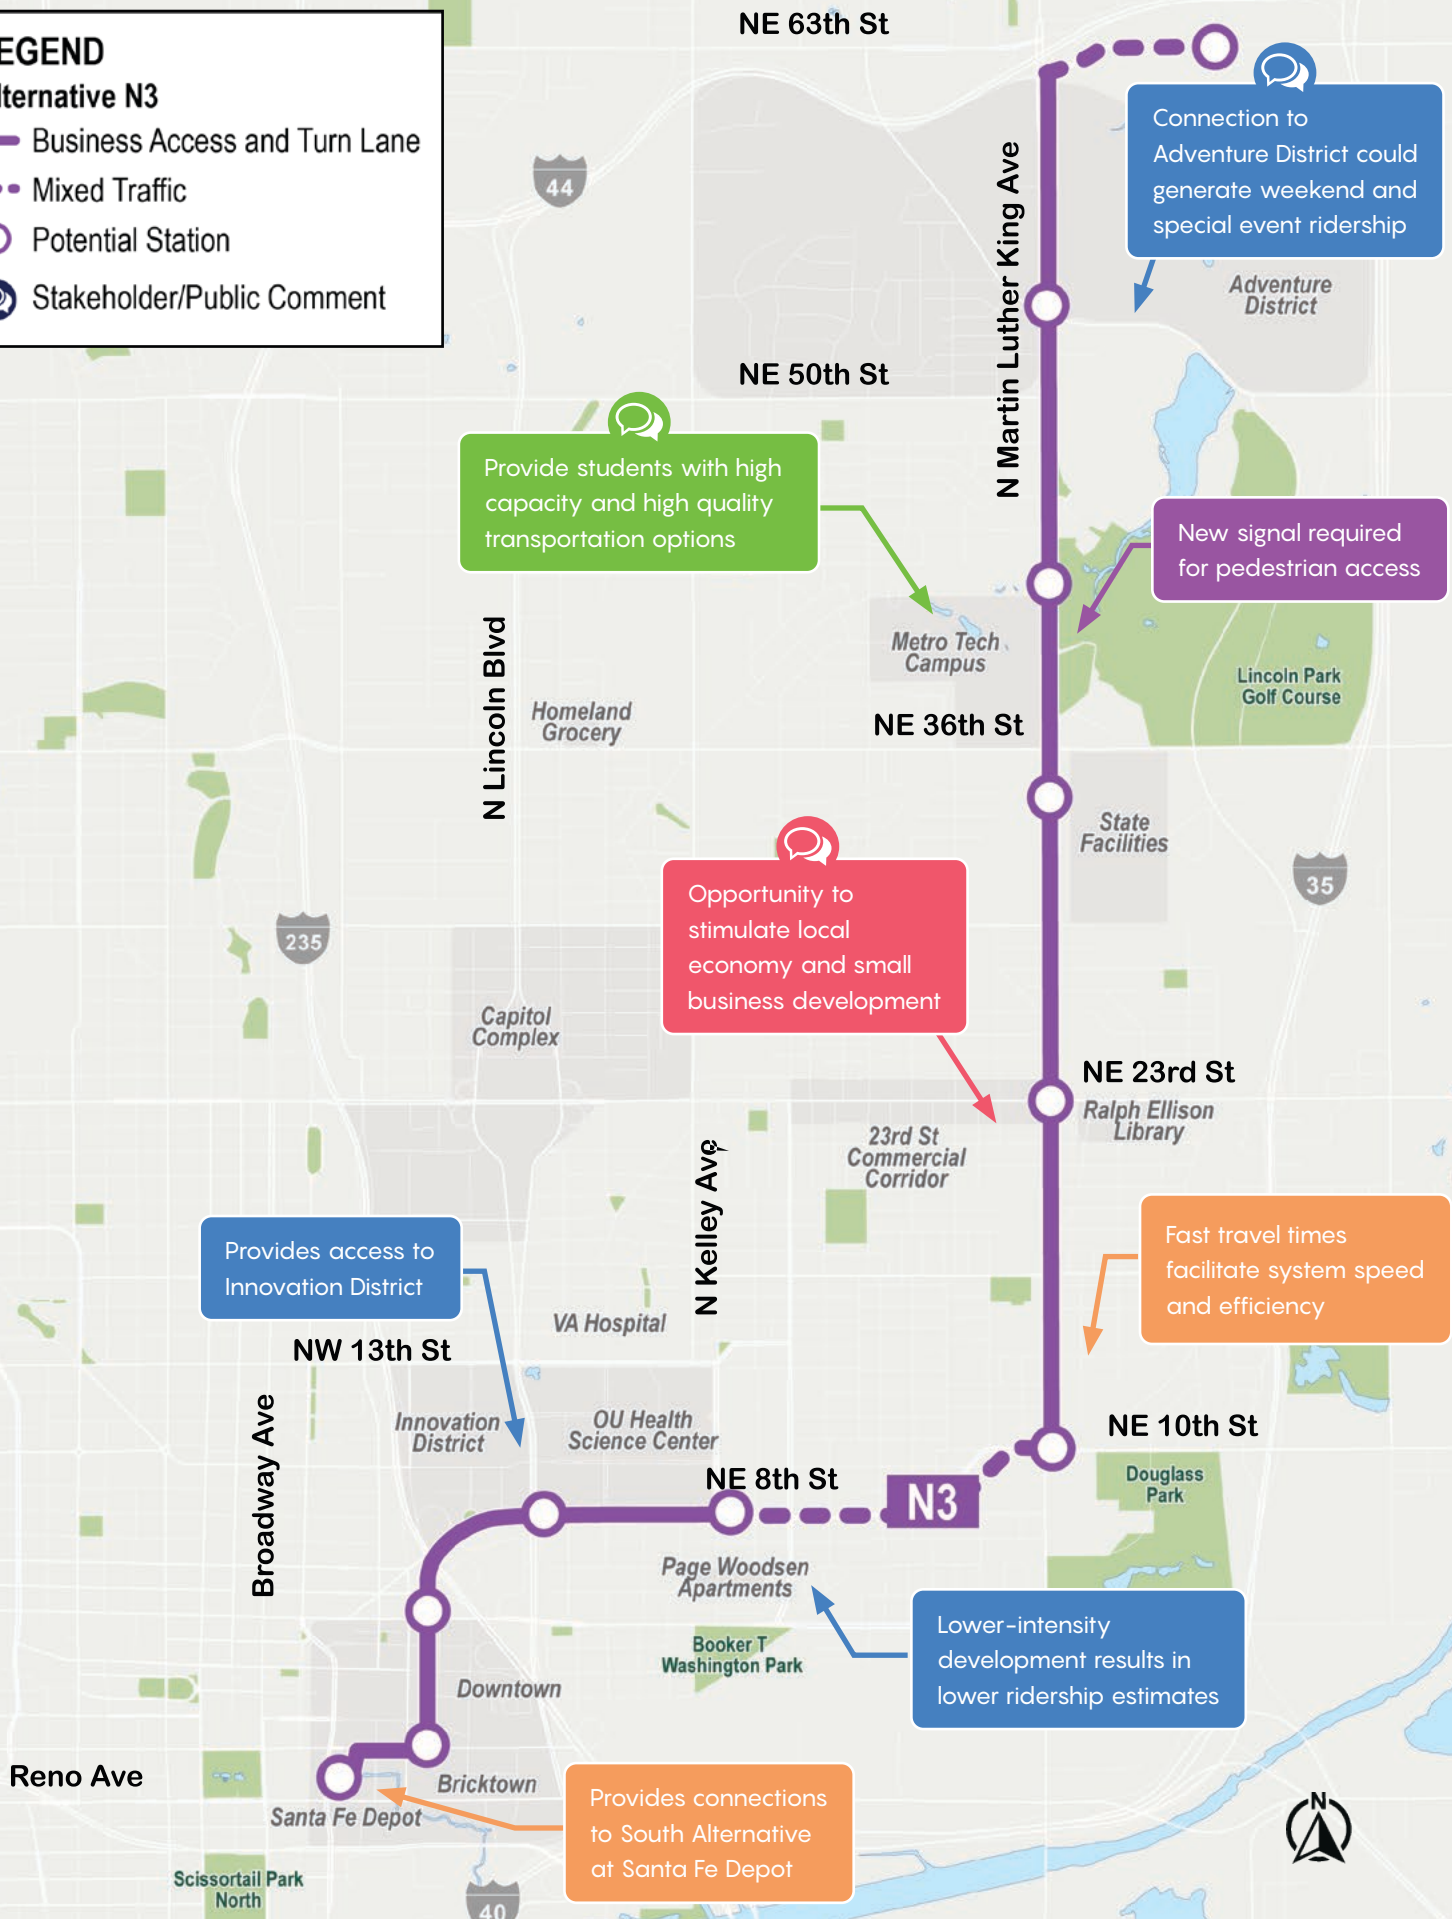 EGENDlternative N3
Business Access and Turn Lane
Mixed Traffic
Potential Station
Stakeholder/Public Comment
NE 63th St
Connection to
Adventure District could
generate weekend and
special event ridership
44
N Martin Luther King Ave
Adventure
District
NE 50th St
Provide students with high
capacity and high quality
transportation options
New signal required
for pedestrian access
Metro Tech
Campus
Lincoln Park
Golf Course
N Lincoln Blvd
Homeland
Grocery
NE 36th St
State
Facilities
35
Opportunity to
stimulate local
economy and small
business development
235
Capitol
Complex
NE 23rd St
Ralph Ellison
Library
23rd St
Commercial
Corridor
N Kelley Ave
Fast travel times
facilitate system speed
and efficiency
Provides access to
Innovation District
VA Hospital
NW 13th St
Broadway Ave
Innovation
District
OU Health
Science Center
NE 10th St
NE 8th St
N3
Douglass
Park
Page Woodsen
Apartments
Lower-intensity
development results in
lower ridership estimates
Booker T
Washington Park
Downtown
Reno Ave
Bricktown
Santa Fe Depot
Provides connections
to South Alternative
at Santa Fe Depot
N
Scissortail Park
North
40